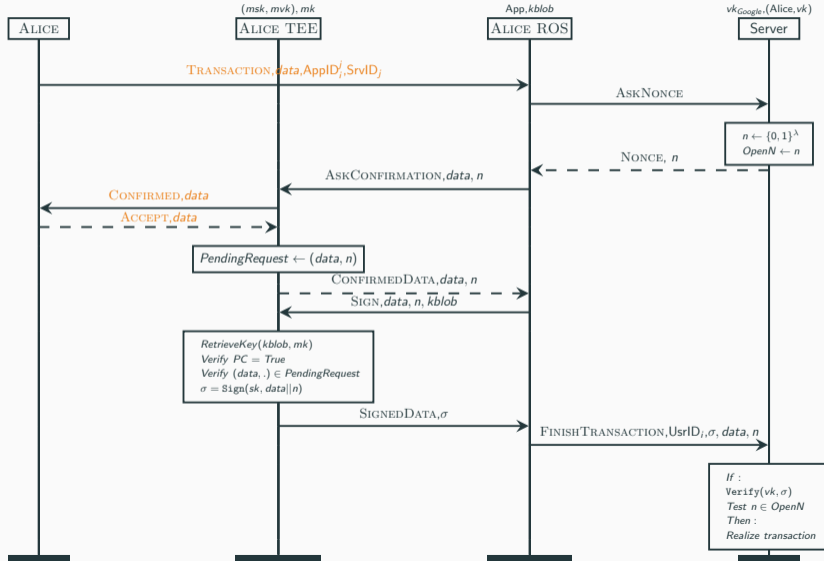 (msk, mvk), mk
App,kblob
vk_Google,(Alice,vk)
ALICE
ALICE TEE
ALICE ROS
Server
TRANSACTION,data,AppID_i^j,SrvID_j
ASKNONCE
n ← {0, 1}^λ
OpenN ← n
NONCE, n
ASKCONFIRMATION,data, n
CONFIRMED,data
ACCEPT,data
PendingRequest ← (data, n)
CONFIRMEDDATA,data, n
SIGN,data, n, kblob
RetrieveKey(kblob, mk)
Verify PC = True
Verify (data, .) ∈ PendingRequest
σ = Sign(sk, data||n)
SIGNEDDATA,σ
FINISHTRANSACTION,UsrID_i,σ, data, n
If :
Verify(vk, σ)
Test n ∈ OpenN
Then :
Realize transaction